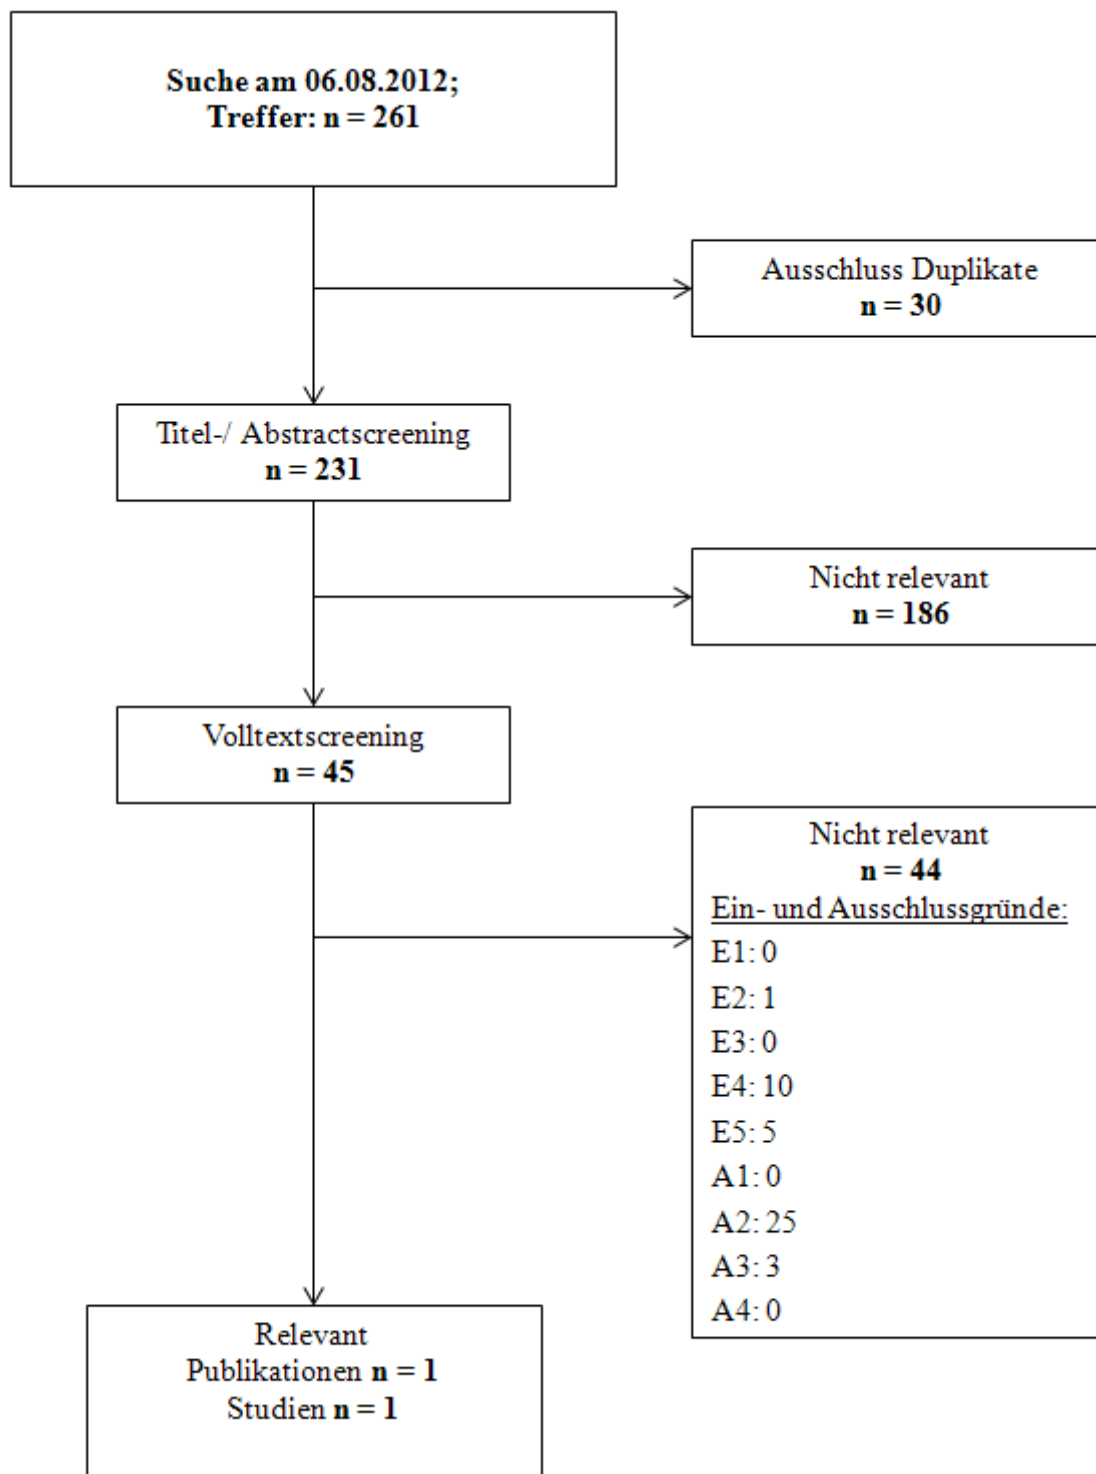 Suche am 06.08.2012;
Treffer: n = 261
Ausschluss Duplikate
n = 30
Titel-/ Abstractscreening
n = 231
Nicht relevant
n = 186
Volltextscreening
n = 45
Nicht relevant
n = 44
Ein- und Ausschlussgründe:
E1: 0
E2: 1
E3: 0
E4: 10
E5: 5
A1: 0
A2: 25
A3: 3
A4: 0
Relevant
Publikationen n = 1
Studien n = 1